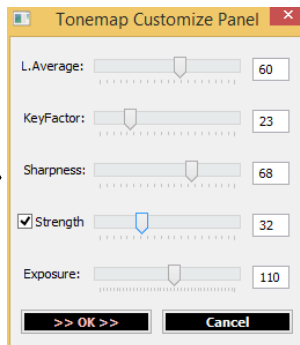 Tonemap Customize Panel
L.Average: 60
KeyFactor: 23
Sharpness: 68
Strength 32
Exposure: 110
>> OK >> Cancel